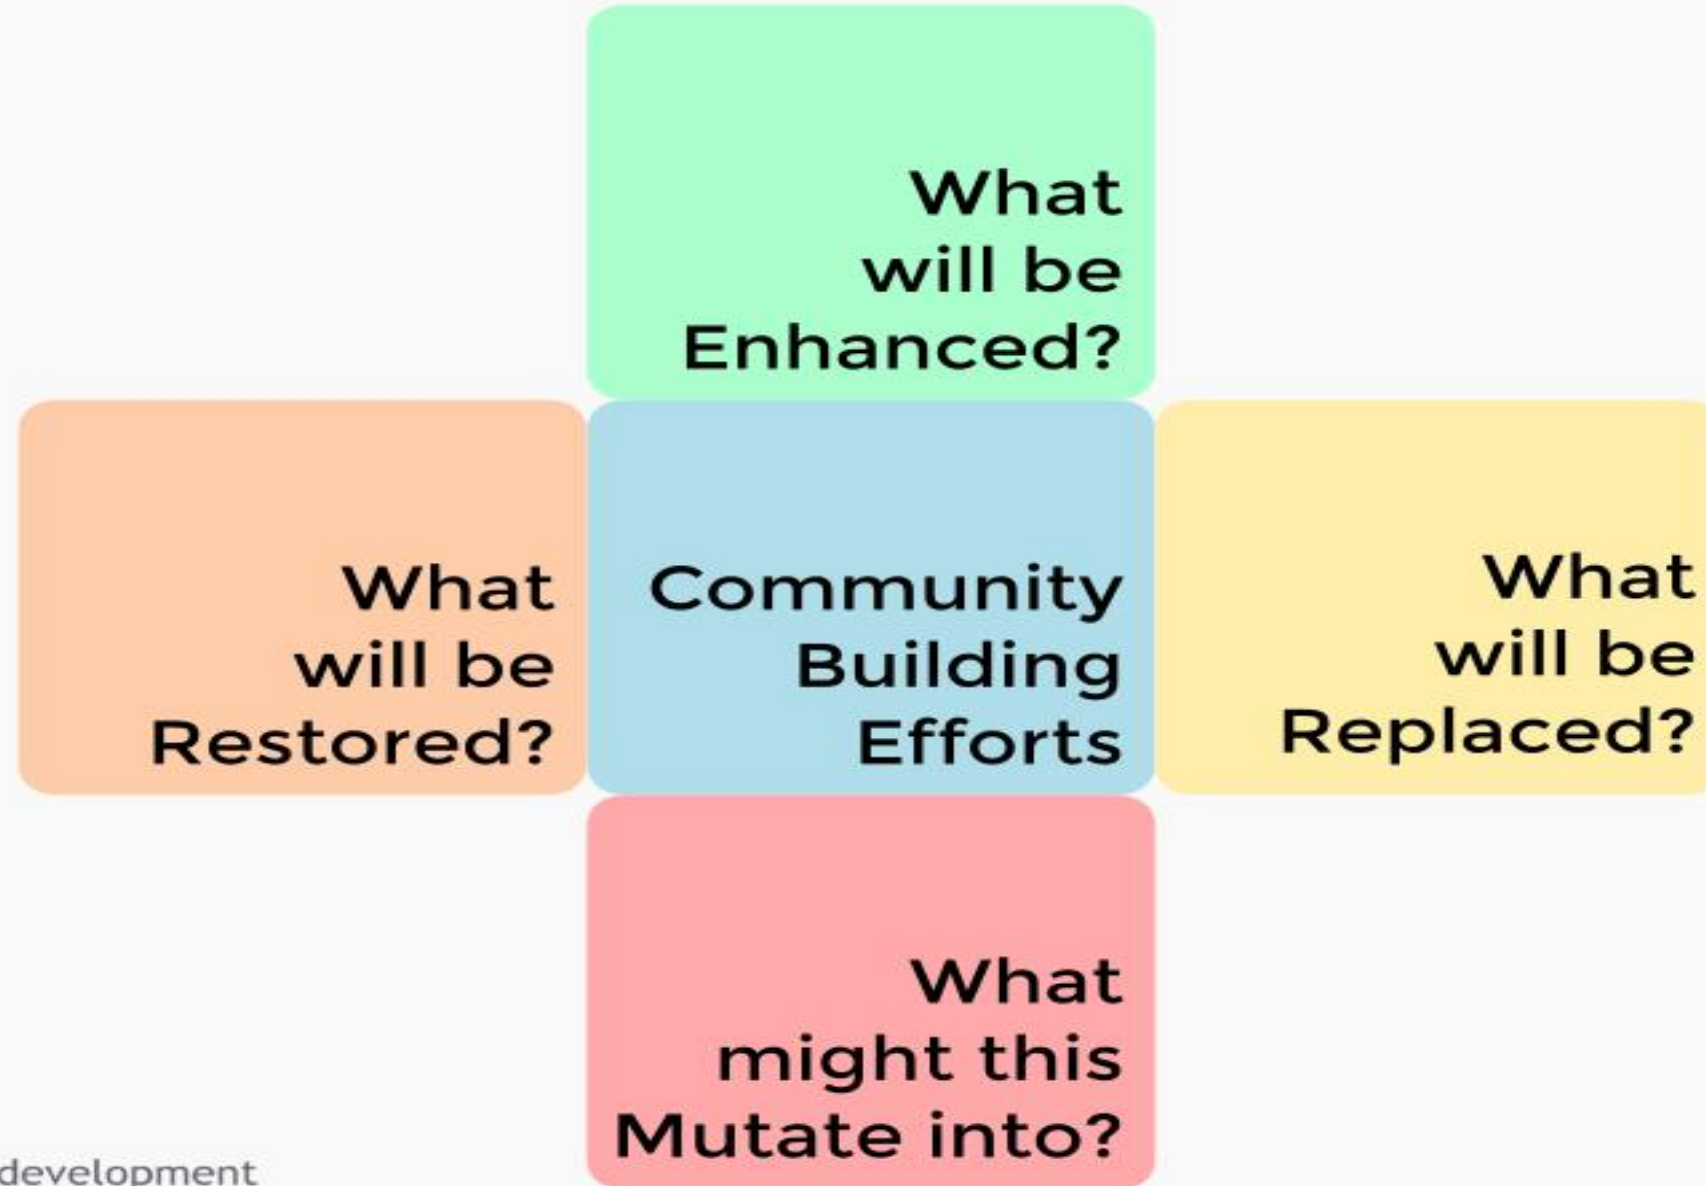 What
will be
Enhanced?
What
will be
Restored?
Community
Building
Efforts
What
will be
Replaced?
What
might this
Mutate into?
development